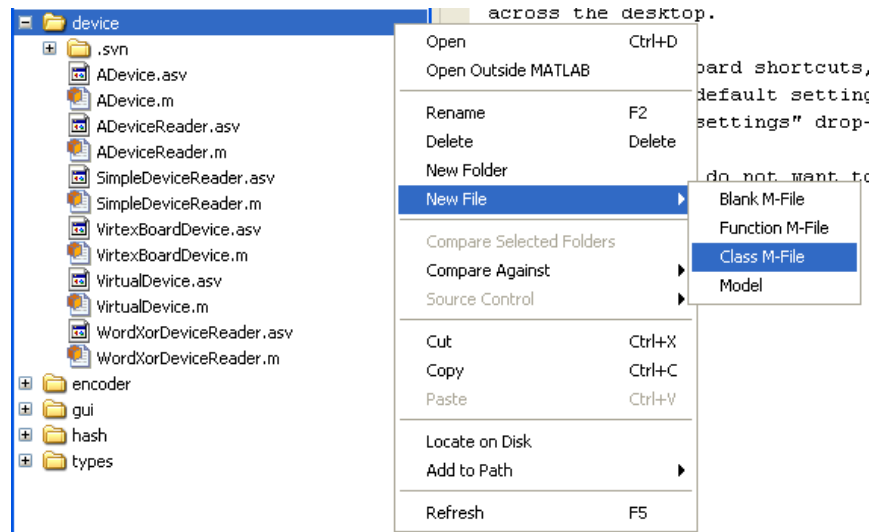 device
.svn
ADevice.asv
ADevice.m
ADeviceReader.asv
ADeviceReader.m
SimpleDeviceReader.asv
SimpleDeviceReader.m
VirtexBoardDevice.asv
VirtexBoardDevice.m
VirtualDevice.asv
VirtualDevice.m
WordXorDeviceReader.asv
WordXorDeviceReader.m
encoder
gui
hash
types
Open Ctrl+D
Open Outside MATLAB
Rename F2
Delete Delete
New Folder
New File
Compare Selected Folders
Compare Against
Source Control
Cut Ctrl+X
Copy Ctrl+C
Paste Ctrl+V
Locate on Disk
Add to Path
Refresh F5
Blank M-File
Function M-File
Class M-File
Model
across the desktop.
shortcuts,
default
settings" drop-
do not want to